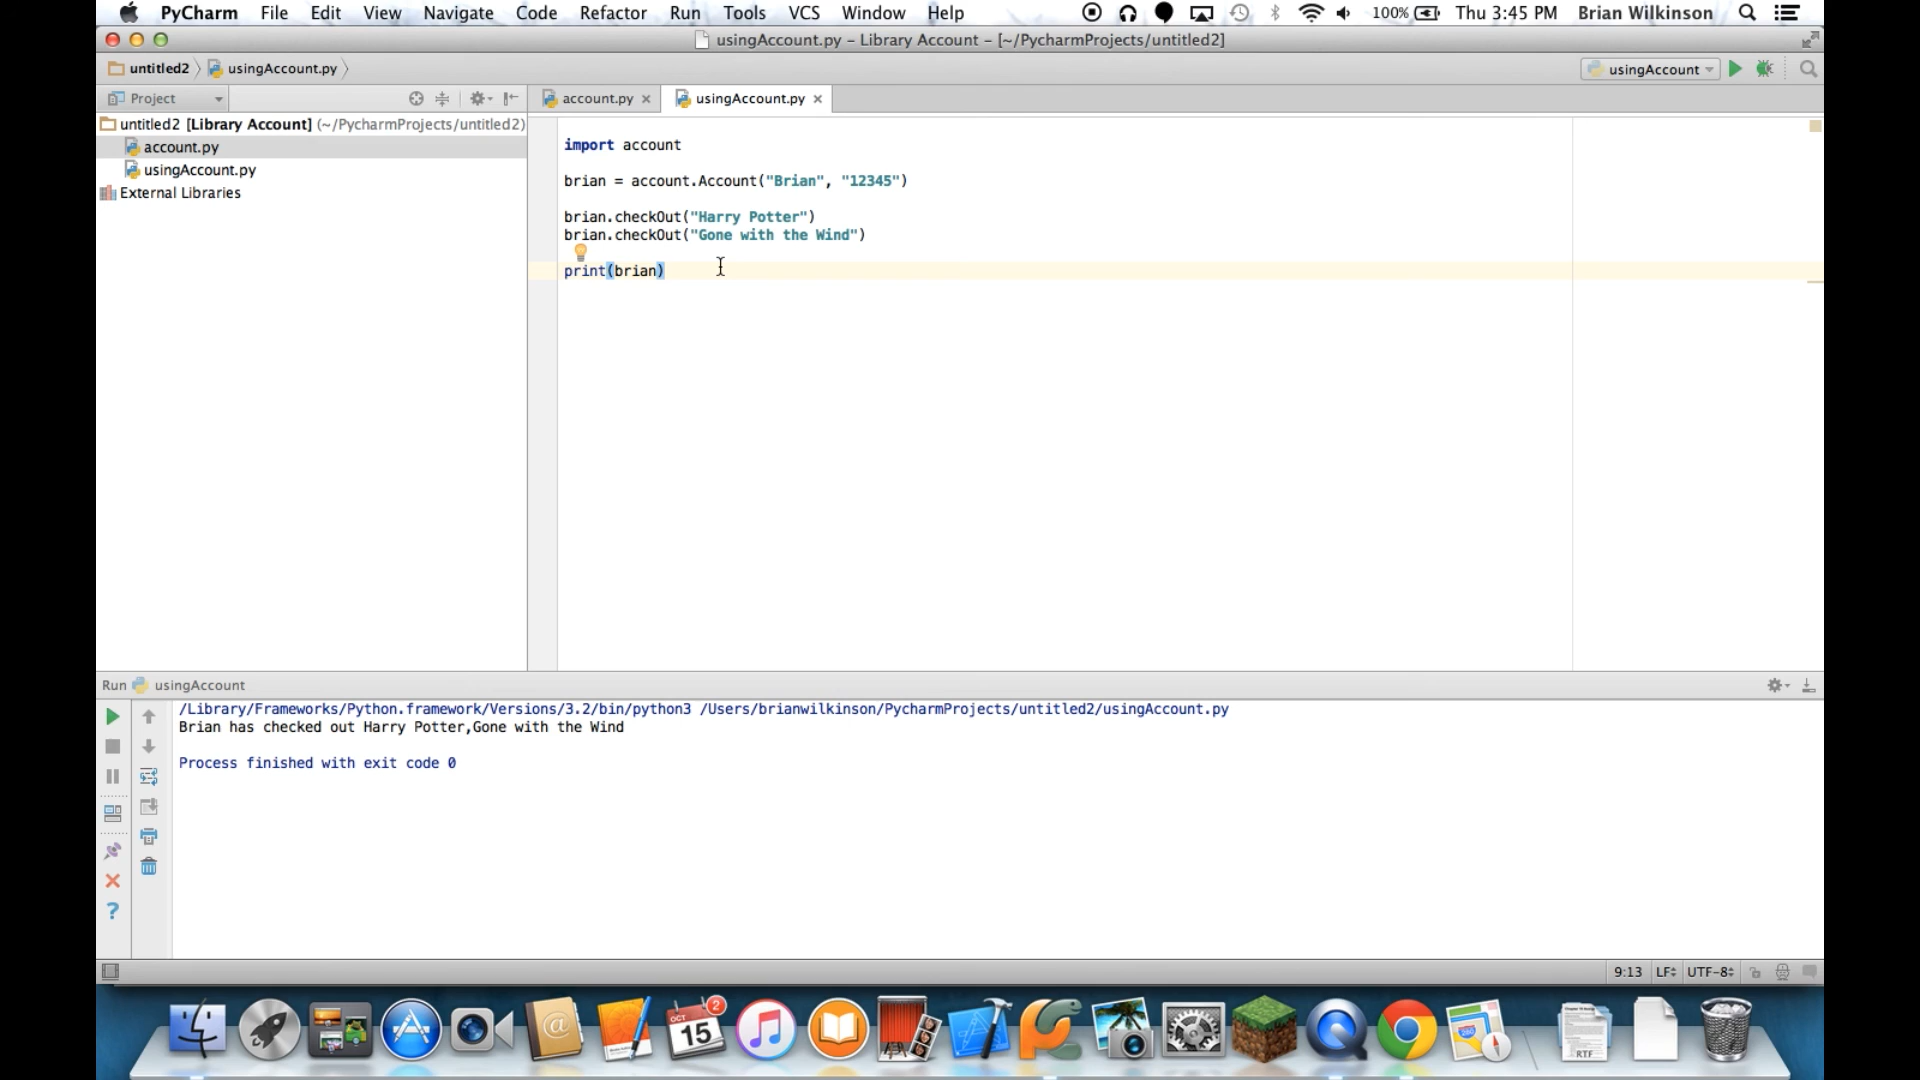 PyCharm File Edit View Navigate Code Refactor Run Tools VCS Window Help 100% Thu 3:45 PM Brian Wilkinson
usingAccount.py – Library Account – [~/PycharmProjects/untitled2]
untitled2 usingAccount.py usingAccount
Project account.py usingAccount.py
untitled2 [Library Account] (~/PycharmProjects/untitled2)
account.py
usingAccount.py
External Libraries
import account
brian = account.Account("Brian", "12345")
brian.checkOut("Harry Potter")
brian.checkOut("Gone with the Wind")
print(brian)
Run usingAccount
/Library/Frameworks/Python.framework/Versions/3.2/bin/python3 /Users/brianwilkinson/PycharmProjects/untitled2/usingAccount.py
Brian has checked out Harry Potter,Gone with the Wind
Process finished with exit code 0
?
9:13 LF UTF-8
OCT
15
2
@
RTF